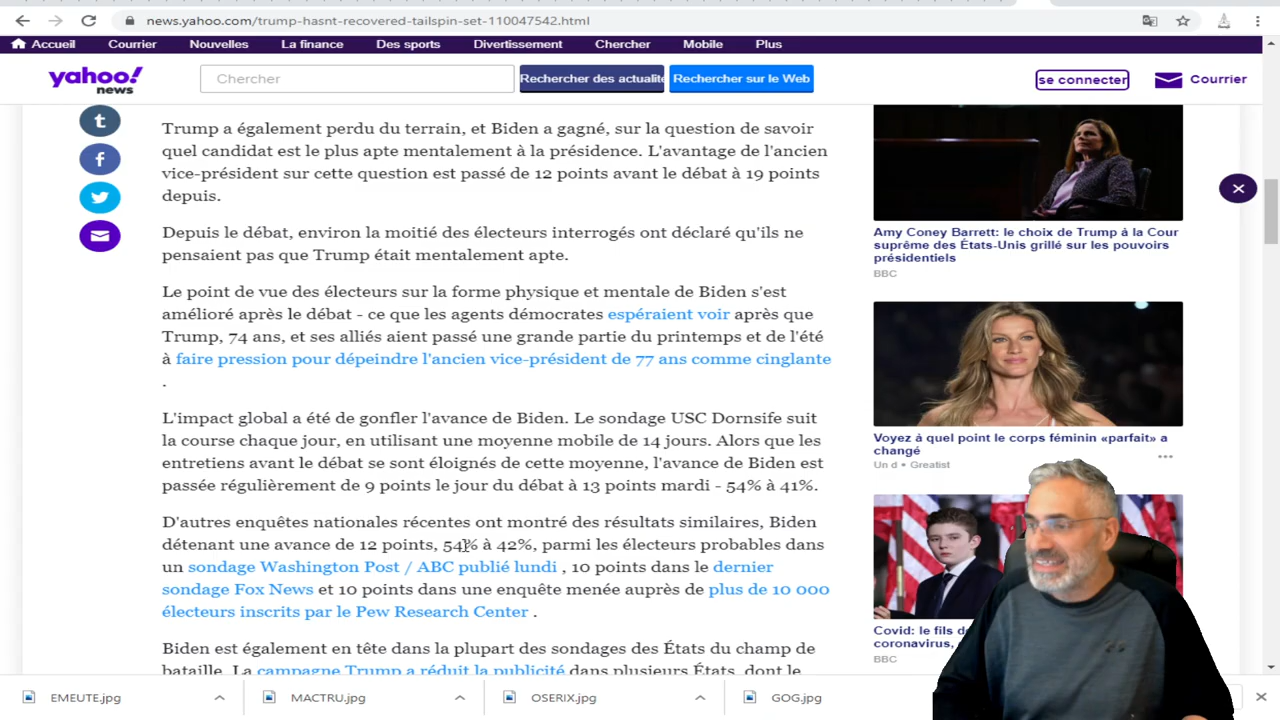 news.yahoo.com/trump-hasnt-recovered-tailspin-set-110047542.html
Accueil Courrier Nouvelles La finance Des sports Divertissement Chercher Mobile Plus
yahoo!
news
Chercher
Rechercher des actualité
Rechercher sur le Web
se connecter
Courrier
Trump a également perdu du terrain, et Biden a gagné, sur la question de savoir
quel candidat est le plus apte mentalement à la présidence. L'avantage de l'ancien
vice-président sur cette question est passé de 12 points avant le débat à 19 points
depuis.
Depuis le débat, environ la moitié des électeurs interrogés ont déclaré qu'ils ne
pensaient pas que Trump était mentalement apte.
Le point de vue des électeurs sur la forme physique et mentale de Biden s'est
amélioré après le débat - ce que les agents démocrates espéraient voir après que
Trump, 74 ans, et ses alliés aient passé une grande partie du printemps et de l'été
à faire pression pour dépeindre l'ancien vice-président de 77 ans comme cinglante
.
L'impact global a été de gonfler l'avance de Biden. Le sondage USC Dornsife suit
la course chaque jour, en utilisant une moyenne mobile de 14 jours. Alors que les
entretiens avant le débat se sont éloignés de cette moyenne, l'avance de Biden est
passée régulièrement de 9 points le jour du débat à 13 points mardi - 54% à 41%.
D'autres enquêtes nationales récentes ont montré des résultats similaires, Biden
détenant une avance de 12 points, 54% à 42%, parmi les électeurs probables dans
un sondage Washington Post / ABC publié lundi , 10 points dans le dernier
sondage Fox News et 10 points dans une enquête menée auprès de plus de 10 000
électeurs inscrits par le Pew Research Center .
Biden est également en tête dans la plupart des sondages des États du champ de
bataille. La campagne Trump a réduit la publicité dans plusieurs États, dont le
Amy Coney Barrett: le choix de Trump à la Cour
suprême des États-Unis grillé sur les pouvoirs
présidentiels
BBC
Voyez à quel point le corps féminin «parfait» a
changé
Un d • Greatist
Covid: le fils d
coronavirus,
BBC
EMEUTE.jpg
MACTRU.jpg
OSERIX.jpg
GOG.jpg